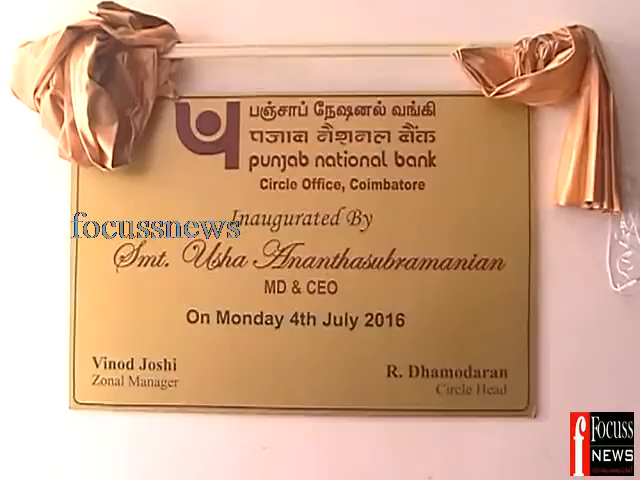 பஞ்சாப் நேஷனல் வங்கி
पंजाब नैशनल बैंक
punjab national bank
Circle Office, Coimbatore
Inaugurated By
focussnews
Smt. Usha Ananthasubramanian
MD & CEO
On Monday 4th July 2016
Vinod Joshi
Zonal Manager
R. Dhamodaran
Circle Head
f Focuss
NEWS